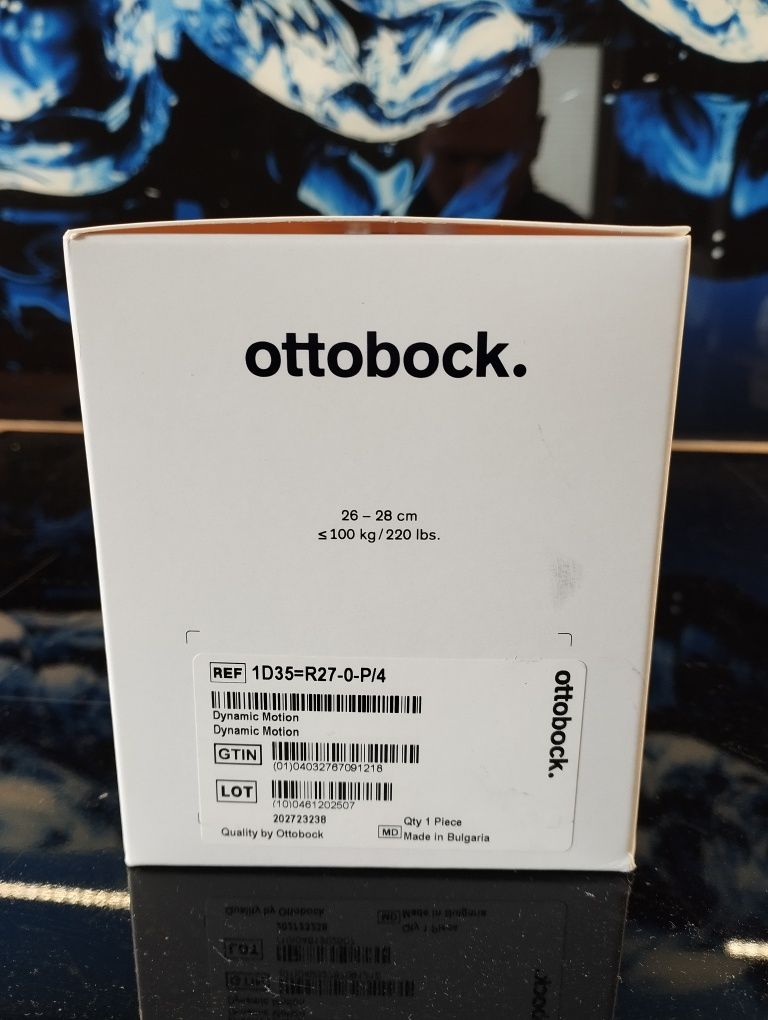 ottobock.
26 – 28 cm
≤100 kg/220 lbs.
REF 1D35=R27-0-P/4
Dynamic Motion
Dynamic Motion
GTIN
(01)04032767091218
LOT
(10)0461202507
202723238
Qty 1 Piece
Quality by Ottobock
MD Made in Bulgaria
ottobock.